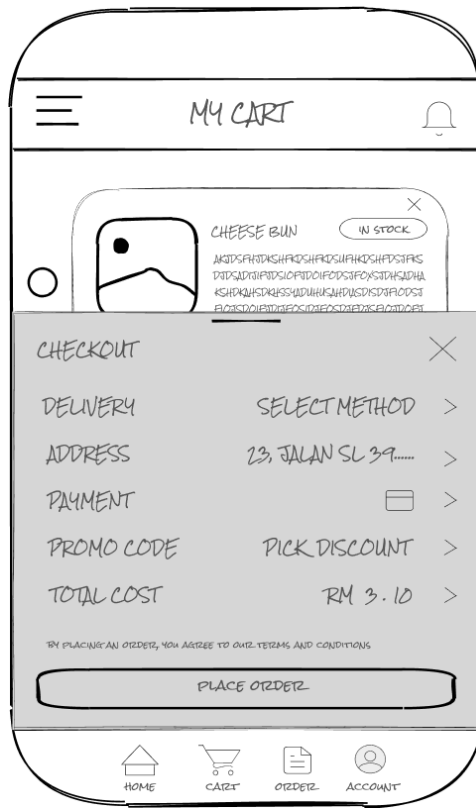 MY CART
CHEESE BUN
IN STOCK
CHECKOUT
DELIVERY SELECT METHOD >
ADDRESS 23, JALAN SL 39...... >
PAYMENT >
PROMO CODE PICK DISCOUNT >
TOTAL COST RM 3.10 >
BY PLACING AN ORDER, YOU AGREE TO OUR TERMS AND CONDITIONS
PLACE ORDER
HOME CART ORDER ACCOUNT